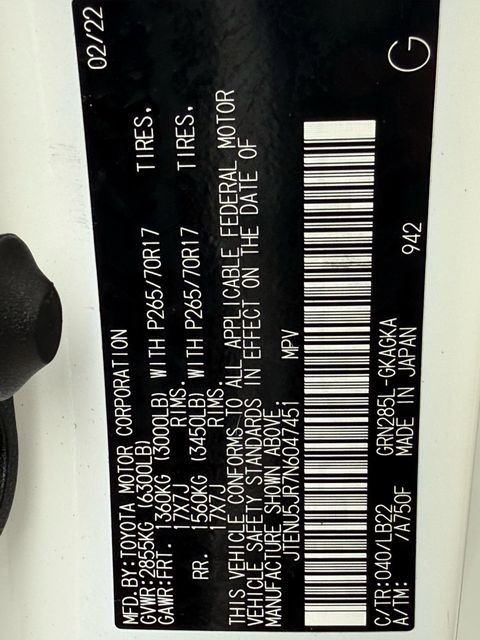 MFD.BY:TOYOTA MOTOR CORPORATION 02/22
GVWR:2855KG (6300LB)
GAWR:FRT. 1360KG (3000LB) WITH P265/70R17 TIRES,
17X7J RIMS.
RR. 1560KG (3450LB) WITH P265/70R17 TIRES,
17X7J RIMS.
THIS VEHICLE CONFORMS TO ALL APPLICABLE FEDERAL MOTOR
VEHICLE SAFETY STANDARDS IN EFFECT ON THE DATE OF
MANUFACTURE SHOWN ABOVE.
JTENU5JR7N6047451 MPV
C/TR:040/LB22 GRN285L-GKAGKA 942 G
A/TM: /A750F MADE IN JAPAN